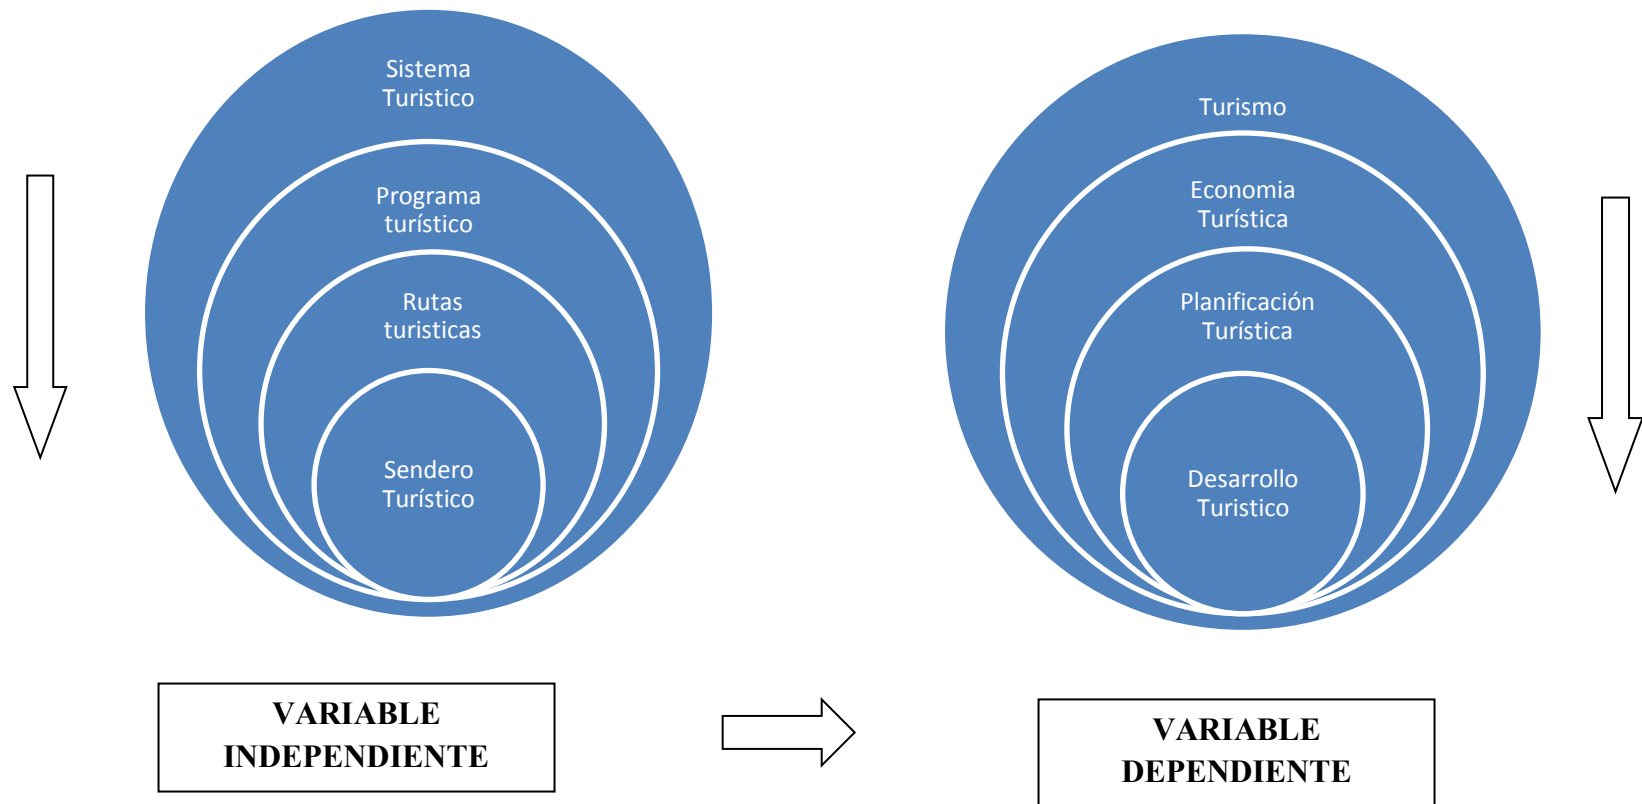 Sistema
Turistico
Programa
turístico
Rutas
turisticas
Sendero
Turístico
Turismo
Economia
Turística
Planificación
Turística
Desarrollo
Turistico
VARIABLE
INDEPENDIENTE
VARIABLE
DEPENDIENTE